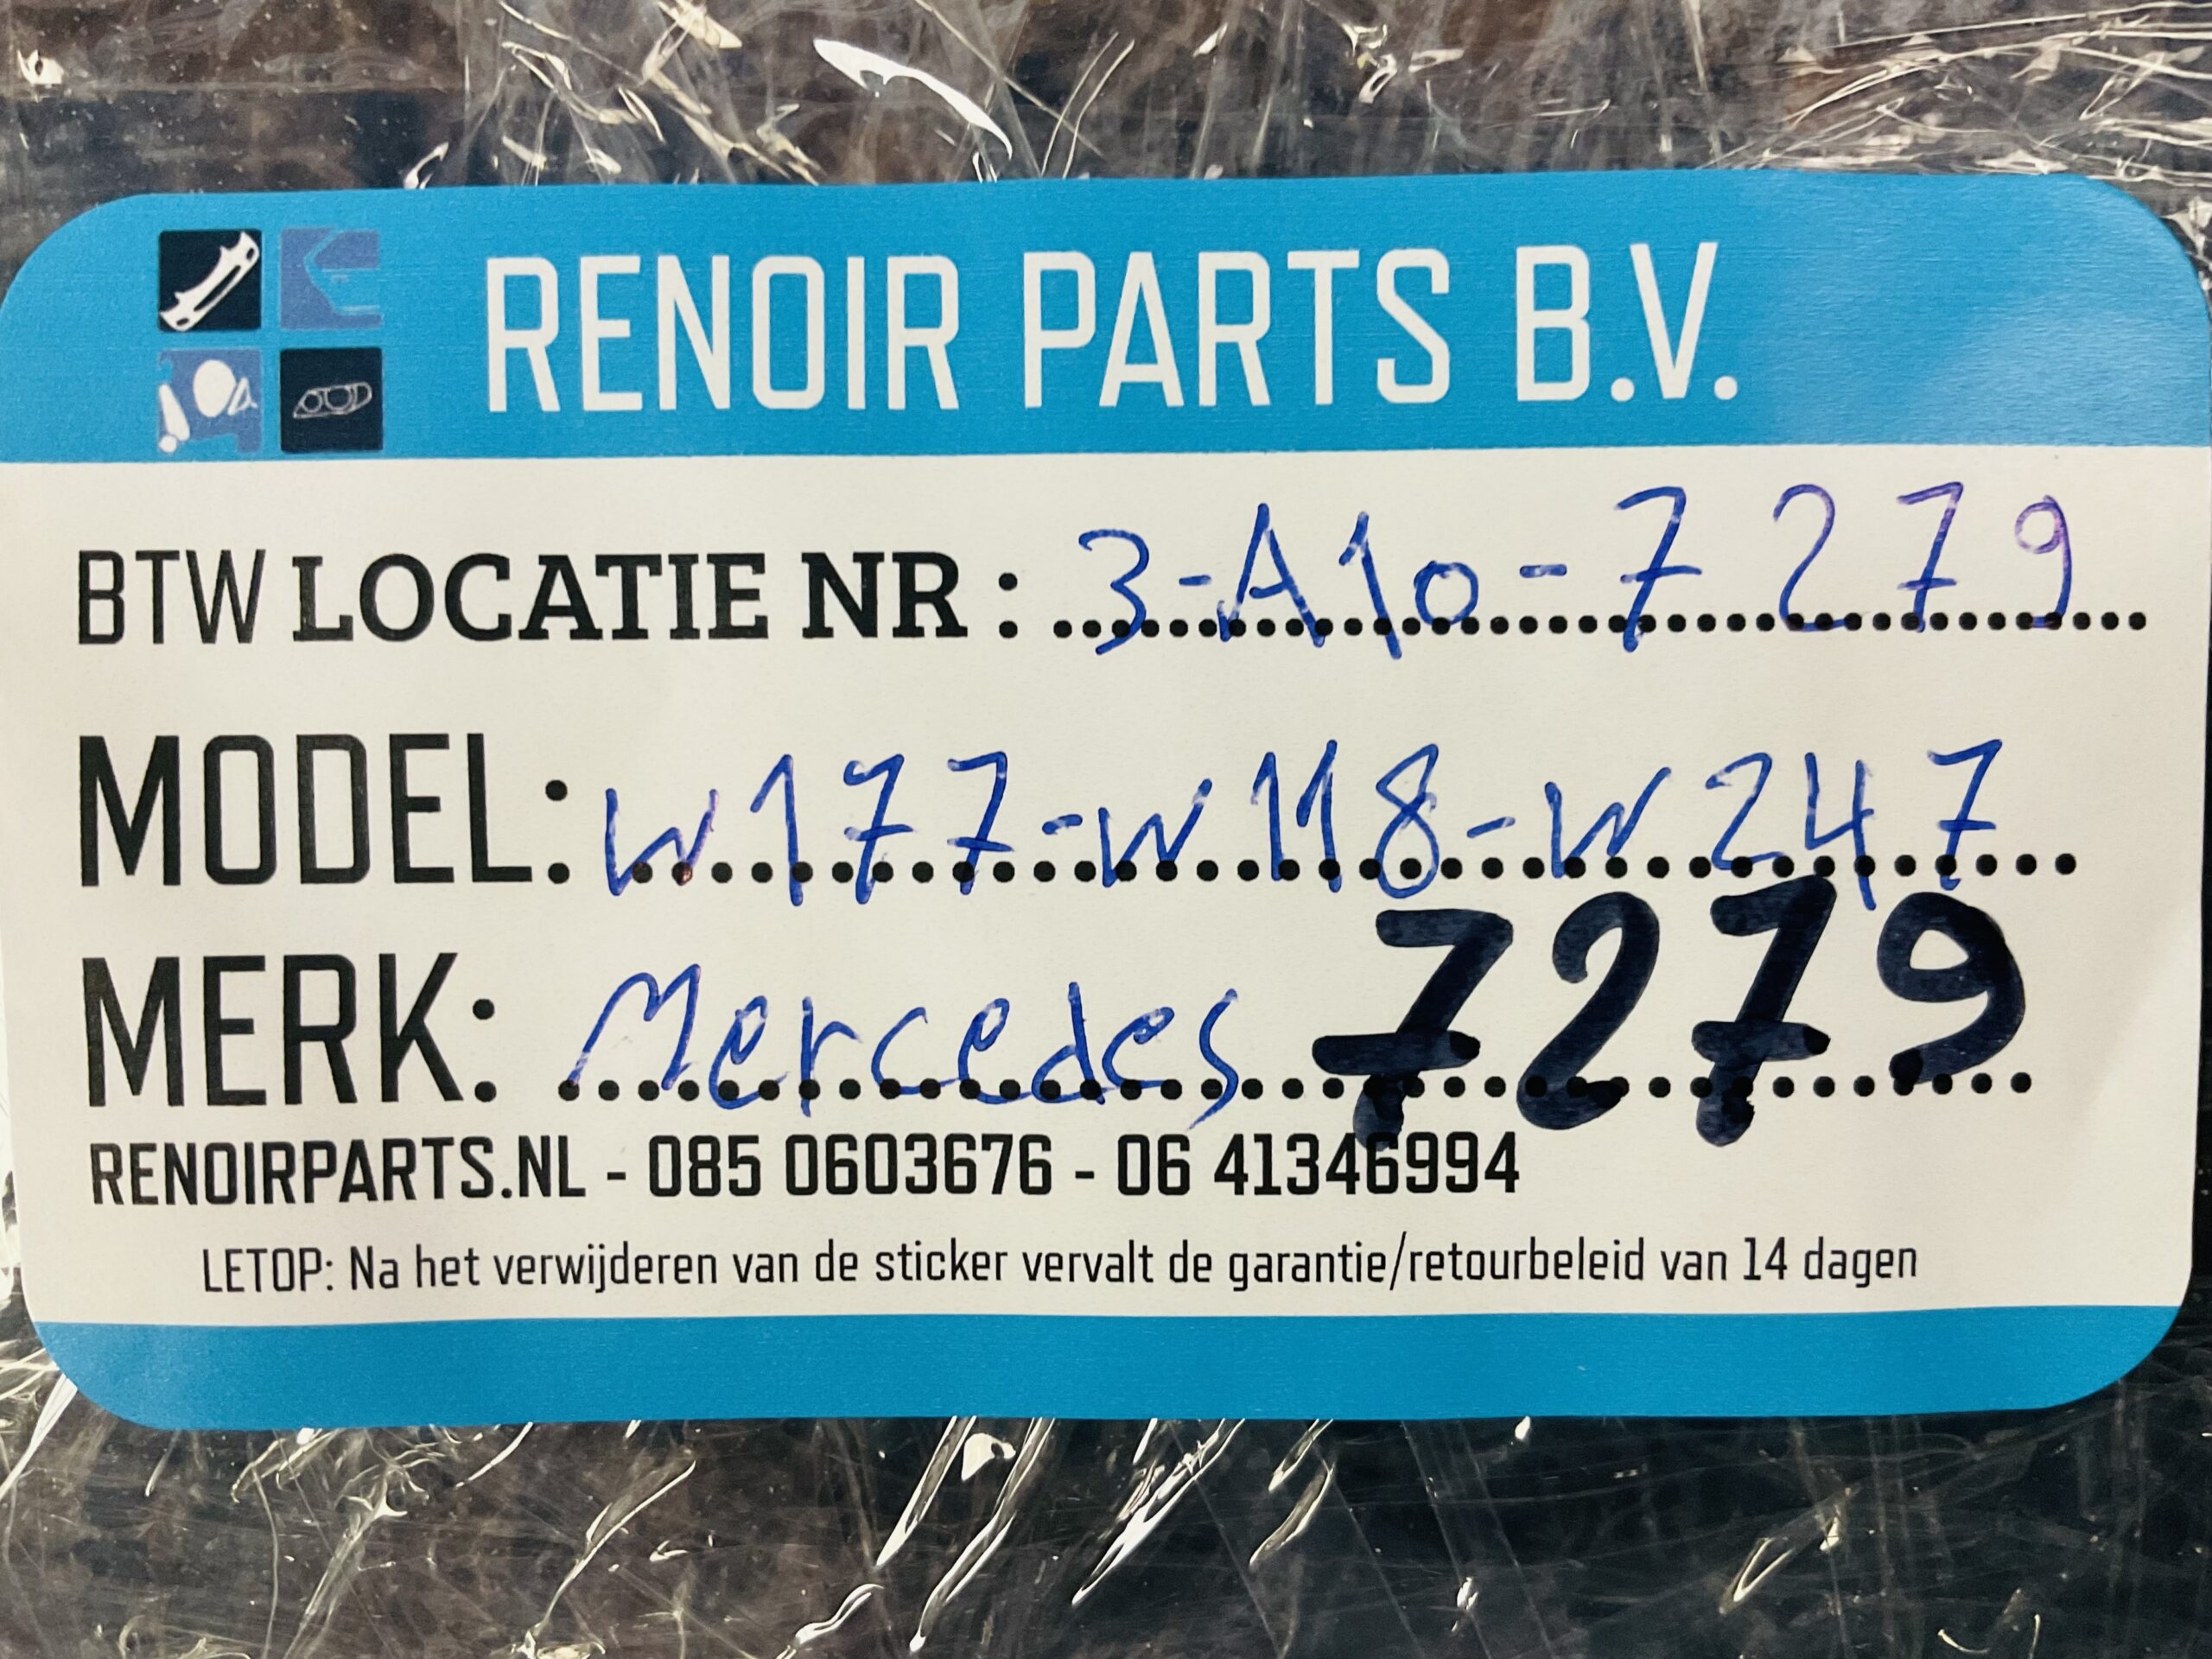 RENOIR PARTS B.V.
BTW LOCATIE NR : 3-A10-7279
MODEL: W177-W118-W247
MERK: Mercedes 7279
RENOIRPARTS.NL - 085 0603676 - 06 41346994
LETOP: Na het verwijderen van de sticker vervalt de garantie/retourbeleid van 14 dagen